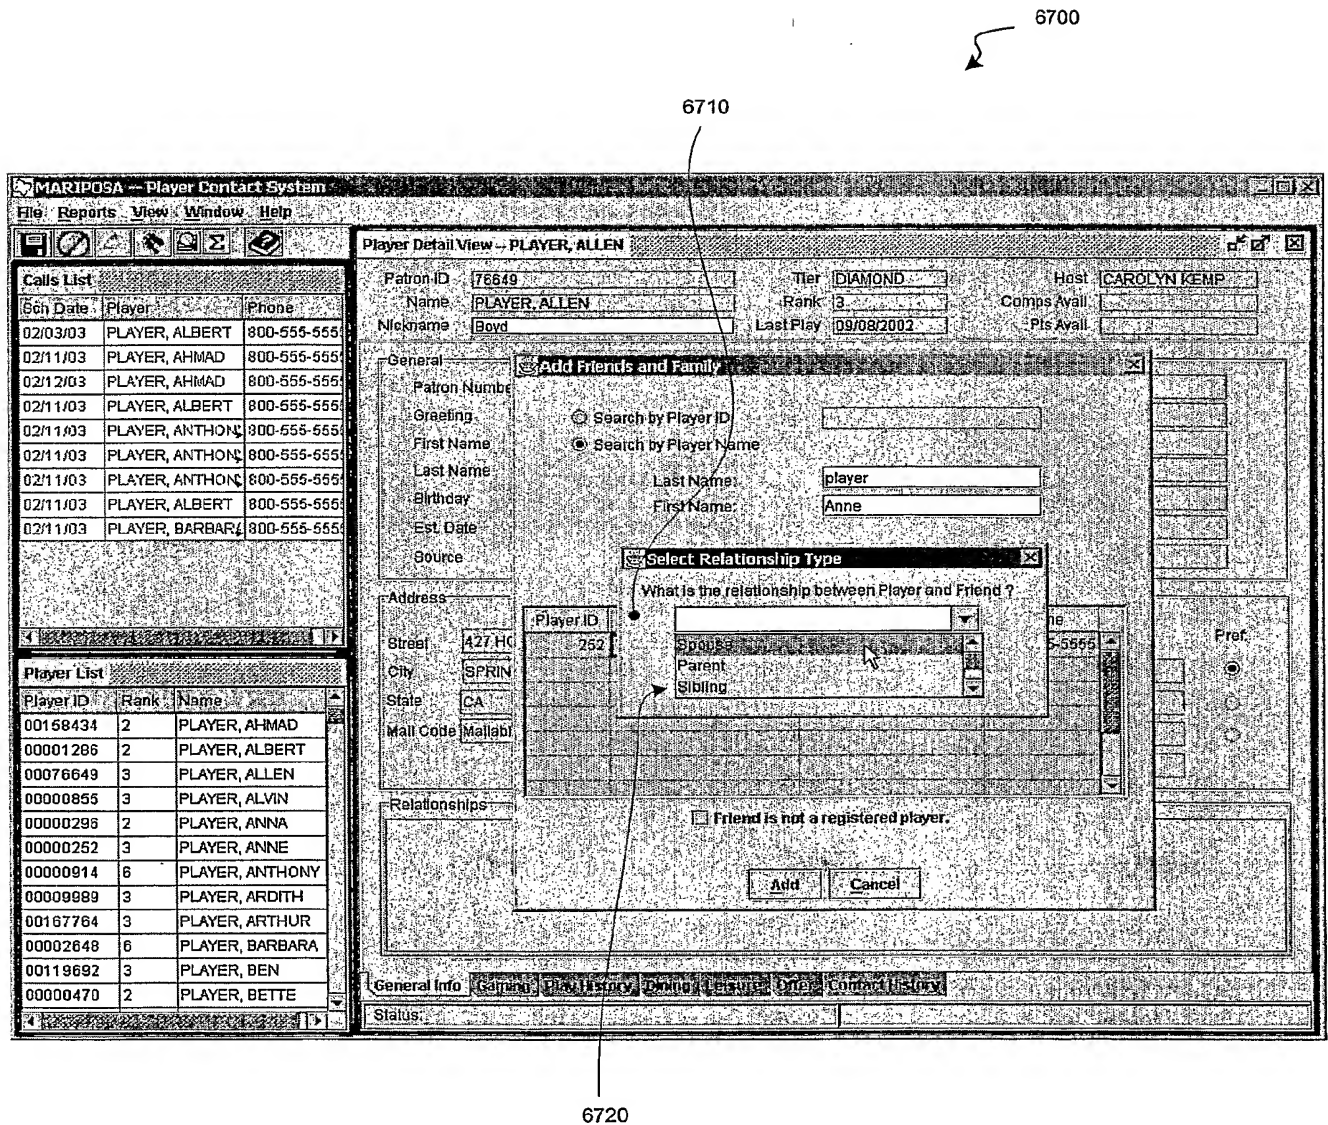 6700
6710
MARIPOSA -- Player Contact System
File Reports View Window Help
Calls List
Sch Date Player Phone
02/03/03 PLAYER, ALBERT 800-555-555
02/11/03 PLAYER, AHMAD 800-555-555
02/12/03 PLAYER, AHMAD 800-555-555
02/11/03 PLAYER, ALBERT 800-555-555
02/11/03 PLAYER, ANTHON 800-555-555
02/11/03 PLAYER, ANTHON 800-555-555
02/11/03 PLAYER, ANTHON 800-555-555
02/11/03 PLAYER, ALBERT 800-555-555
02/11/03 PLAYER, BARBAR 800-555-5555
Player List
Player ID Rank Name
00158434 2 PLAYER, AHMAD
00001286 2 PLAYER, ALBERT
00076649 3 PLAYER, ALLEN
00000855 3 PLAYER, ALVIN
00000296 2 PLAYER, ANNA
00000252 3 PLAYER, ANNE
00000914 6 PLAYER, ANTHONY
00009989 3 PLAYER, ARDITH
00167764 3 PLAYER, ARTHUR
00002648 6 PLAYER, BARBARA
00119692 3 PLAYER, BEN
00000470 2 PLAYER, BETTE
Player Detail View -- PLAYER, ALLEN
Patron ID 76649 Tier DIAMOND Host CAROLYN KEMP
Name PLAYER, ALLEN Rank 3 Comps Avail
Nickname Boyd Last Play 09/08/2002 Pts Avail
General
Patron Numbe
Greeting
First Name
Last Name
Birthday
Est. Date
Source
Add Friends and Family
Search by Player ID
Search by Player Name
Last Name: player
First Name: Anne
Select Relationship Type
What is the relationship between Player and Friend ?
Spouse
Parent
Sibling
Player ID ne
252 5-5555
Address
Street 427 HO
City SPRIN
State CA
Mail Code Mailabl
Pref.
Relationships
Friend is not a registered player.
Add Cancel
General Info Gaming Play History Dining Leisure Offer Contact History
Status:
6720